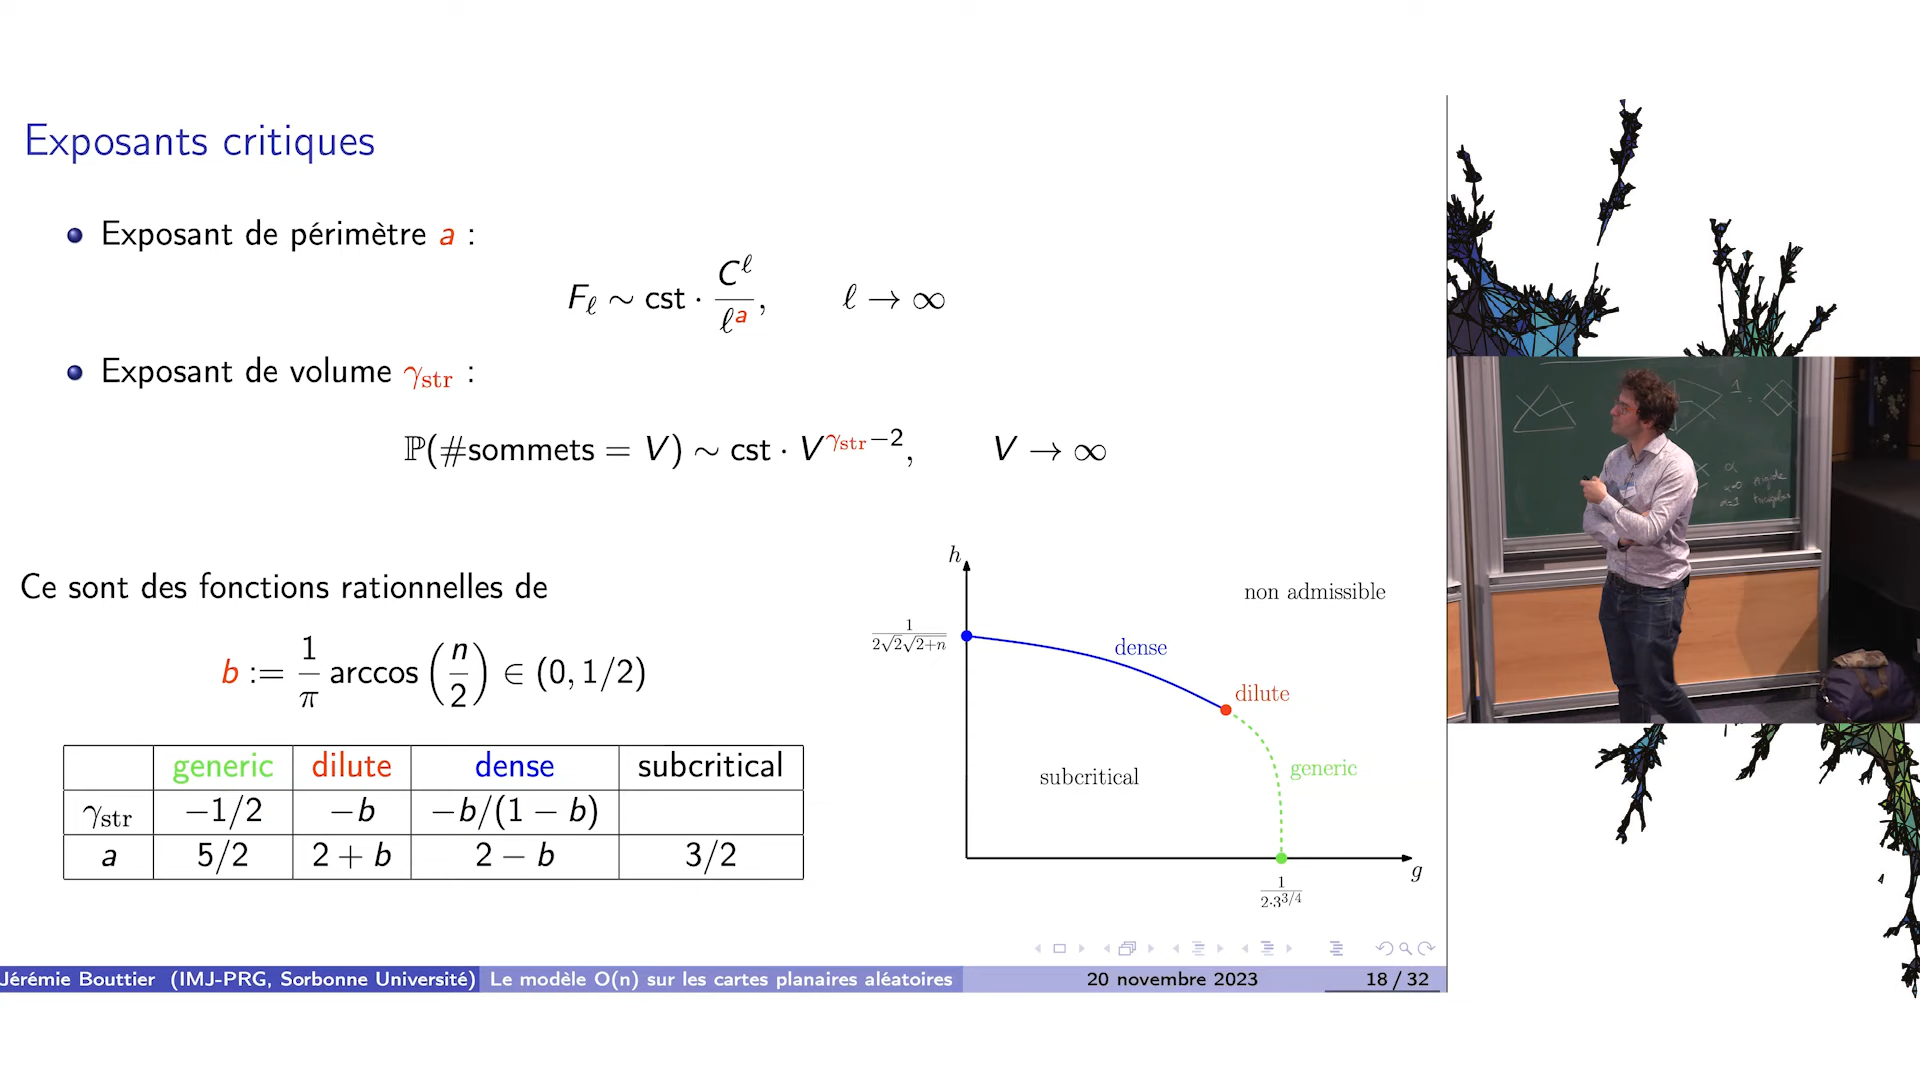 Exposants critiques
Exposant de périmètre a :
F_ℓ ∼ cst · C^ℓ / ℓ^a, ℓ → ∞
Exposant de volume γ_str :
ℙ(#sommets = V) ∼ cst · V^{γ_str−2}, V → ∞
Ce sont des fonctions rationnelles de
b := 1/π arccos (n/2) ∈ (0, 1/2)
generic dilute dense subcritical
γ_str −1/2 −b −b/(1 − b)
a 5/2 2 + b 2 − b 3/2
h
non admissible
1/(2√2√2+n)
dense
dilute
generic
subcritical
g
1/(2·3^{3/4})
Jérémie Bouttier (IMJ-PRG, Sorbonne Université) Le modèle O(n) sur les cartes planaires aléatoires 20 novembre 2023 18 / 32